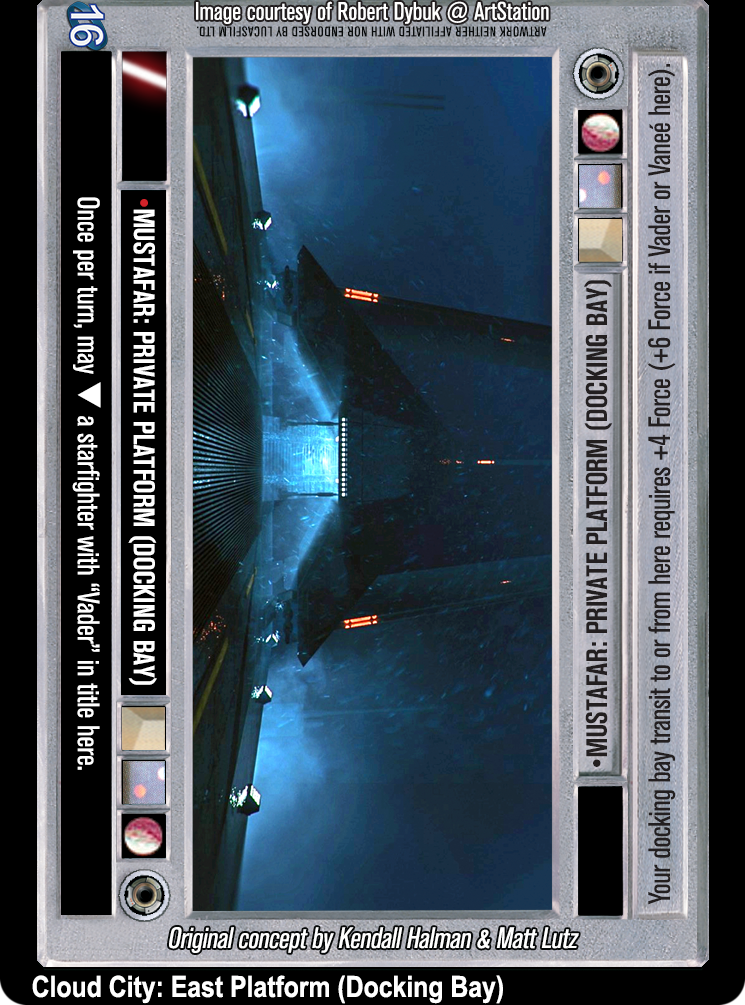 Image courtesy of Robert Dybuk @ ArtStation
ARTWORK NEITHER AFFILIATED WITH NOR ENDORSED BY LUCASFILM LTD.
16
Once per turn, may ▼ a starfighter with “Vader” in title here.
•MUSTAFAR: PRIVATE PLATFORM (DOCKING BAY)
•MUSTAFAR: PRIVATE PLATFORM (DOCKING BAY)
Your docking bay transit to or from here requires +4 Force (+6 Force if Vader or Vaneé here).
Original concept by Kendall Halman & Matt Lutz
Cloud City: East Platform (Docking Bay)